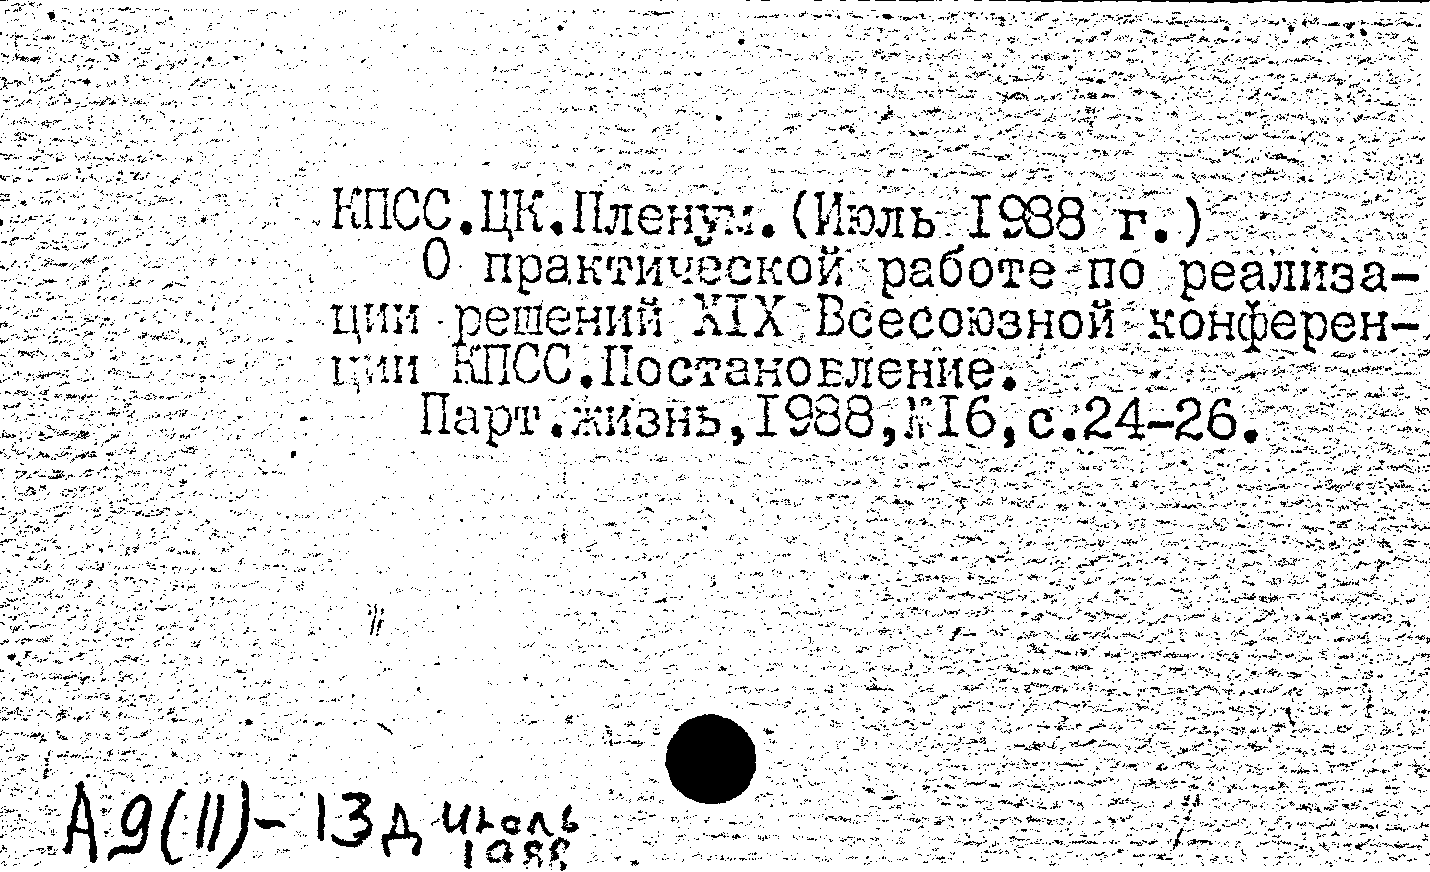 КПСС.ЦК.Пленум.(Июль 1988 г.)
О практической работе по реализа-
ции решений XIX Всесоюзной конферен-
ции КПСС.Постановление.
Парт.жизнь,1988,№16,с.24-26.
А9(11)-13д июль
1988